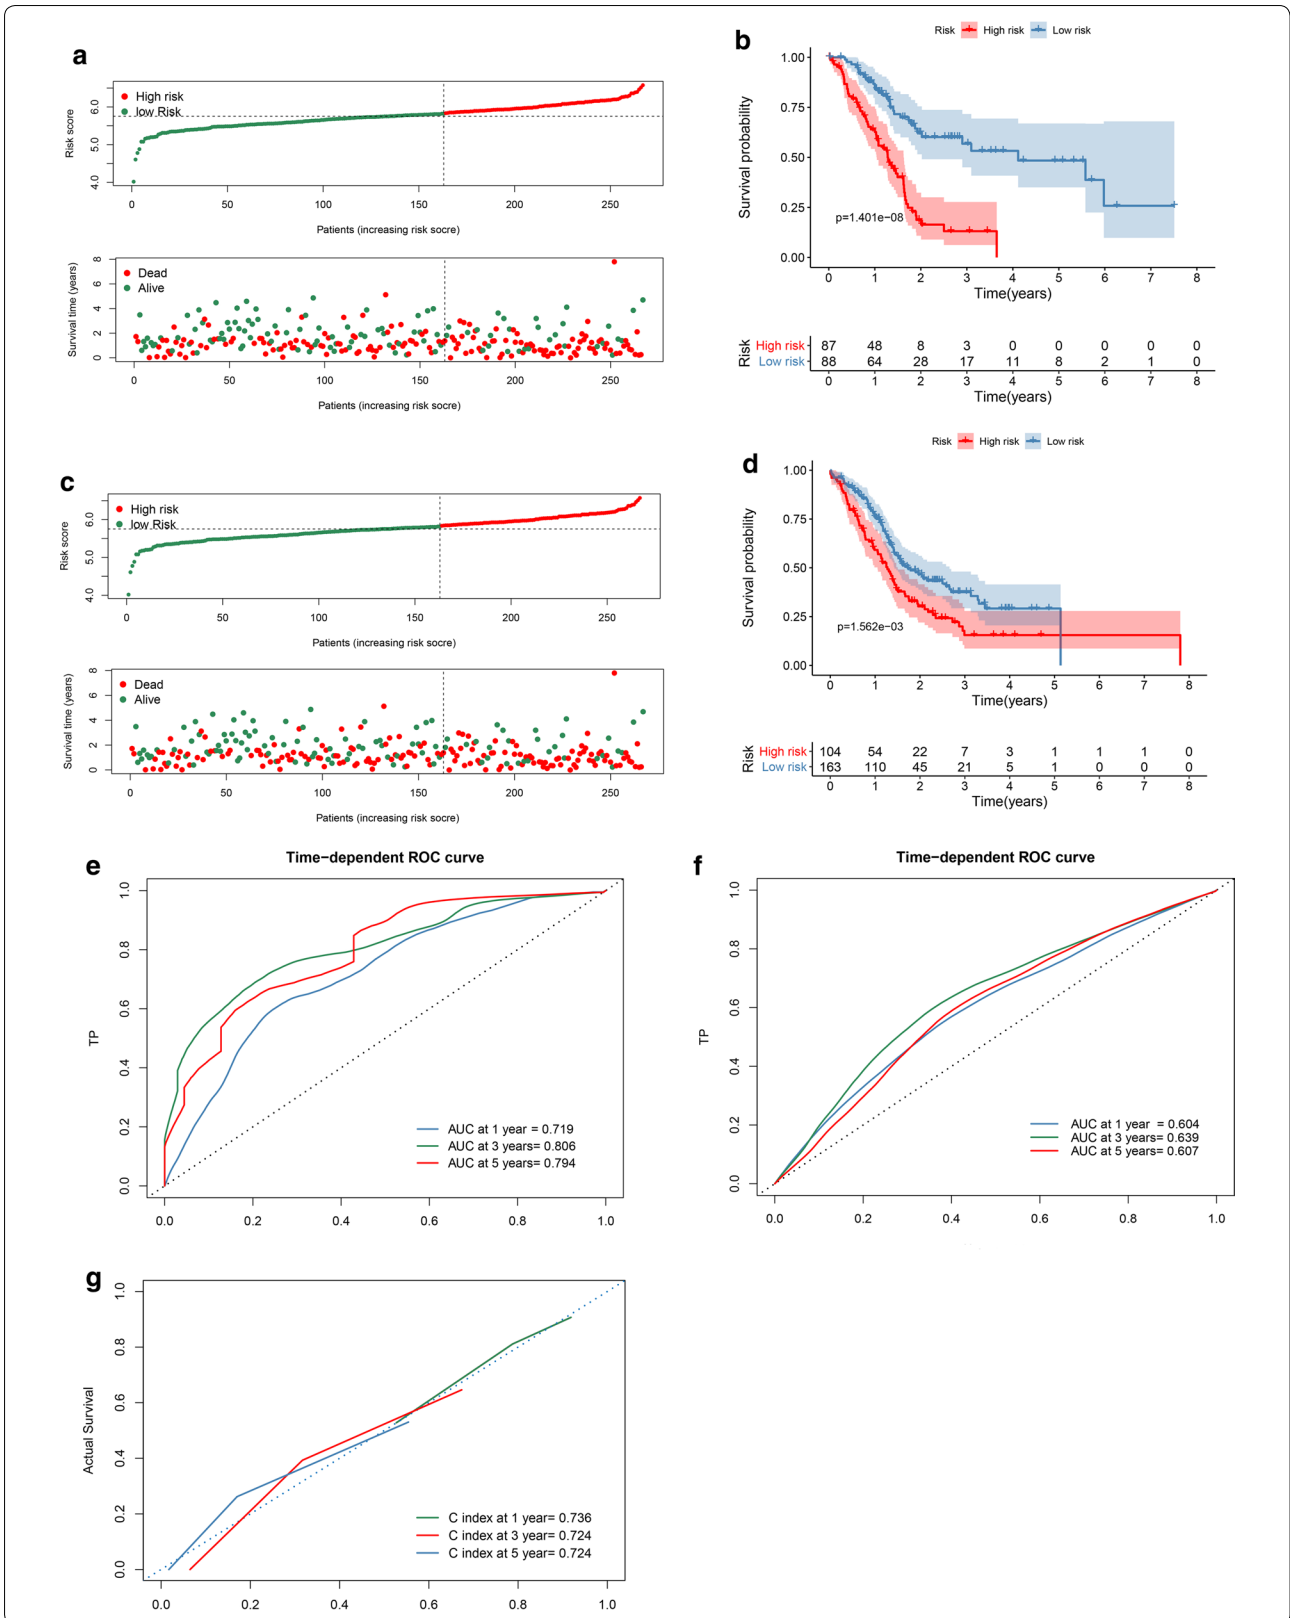 a
High risk
low Risk
Risk score
6.0
5.0
4.0
0 50 100 150 200 250
Patients (increasing risk socre)
Dead
Alive
Survival time (years)
8
6
4
2
0
0 50 100 150 200 250
Patients (increasing risk socre)
b
Risk High risk Low risk
Survival probability
1.00
0.75
0.50
0.25
0.00
p=1.401e−08
0 1 2 3 4 5 6 7 8
Time(years)
Risk
High risk 87 48 8 3 0 0 0 0 0
Low risk 88 64 28 17 11 8 2 1 0
0 1 2 3 4 5 6 7 8
Time(years)
c
High risk
low Risk
Risk score
6.0
5.0
4.0
0 50 100 150 200 250
Patients (increasing risk socre)
Dead
Alive
Survival time (years)
8
6
4
2
0
0 50 100 150 200 250
Patients (increasing risk socre)
d
Risk High risk Low risk
Survival probability
1.00
0.75
0.50
0.25
0.00
p=1.562e−03
0 1 2 3 4 5 6 7 8
Time(years)
Risk
High risk 104 54 22 7 3 1 1 1 0
Low risk 163 110 45 21 5 1 0 0 0
0 1 2 3 4 5 6 7 8
Time(years)
e
Time−dependent ROC curve
TP
1.0
0.8
0.6
0.4
0.2
0.0
AUC at 1 year = 0.719
AUC at 3 years= 0.806
AUC at 5 years= 0.794
0.0 0.2 0.4 0.6 0.8 1.0
f
Time−dependent ROC curve
TP
1.0
0.8
0.6
0.4
0.2
0.0
AUC at 1 year = 0.604
AUC at 3 years= 0.639
AUC at 5 years= 0.607
0.0 0.2 0.4 0.6 0.8 1.0
g
Actual Survival
1.0
0.8
0.6
0.4
0.2
0.0
C index at 1 year= 0.736
C index at 3 year= 0.724
C index at 5 year= 0.724
0.0 0.2 0.4 0.6 0.8 1.0